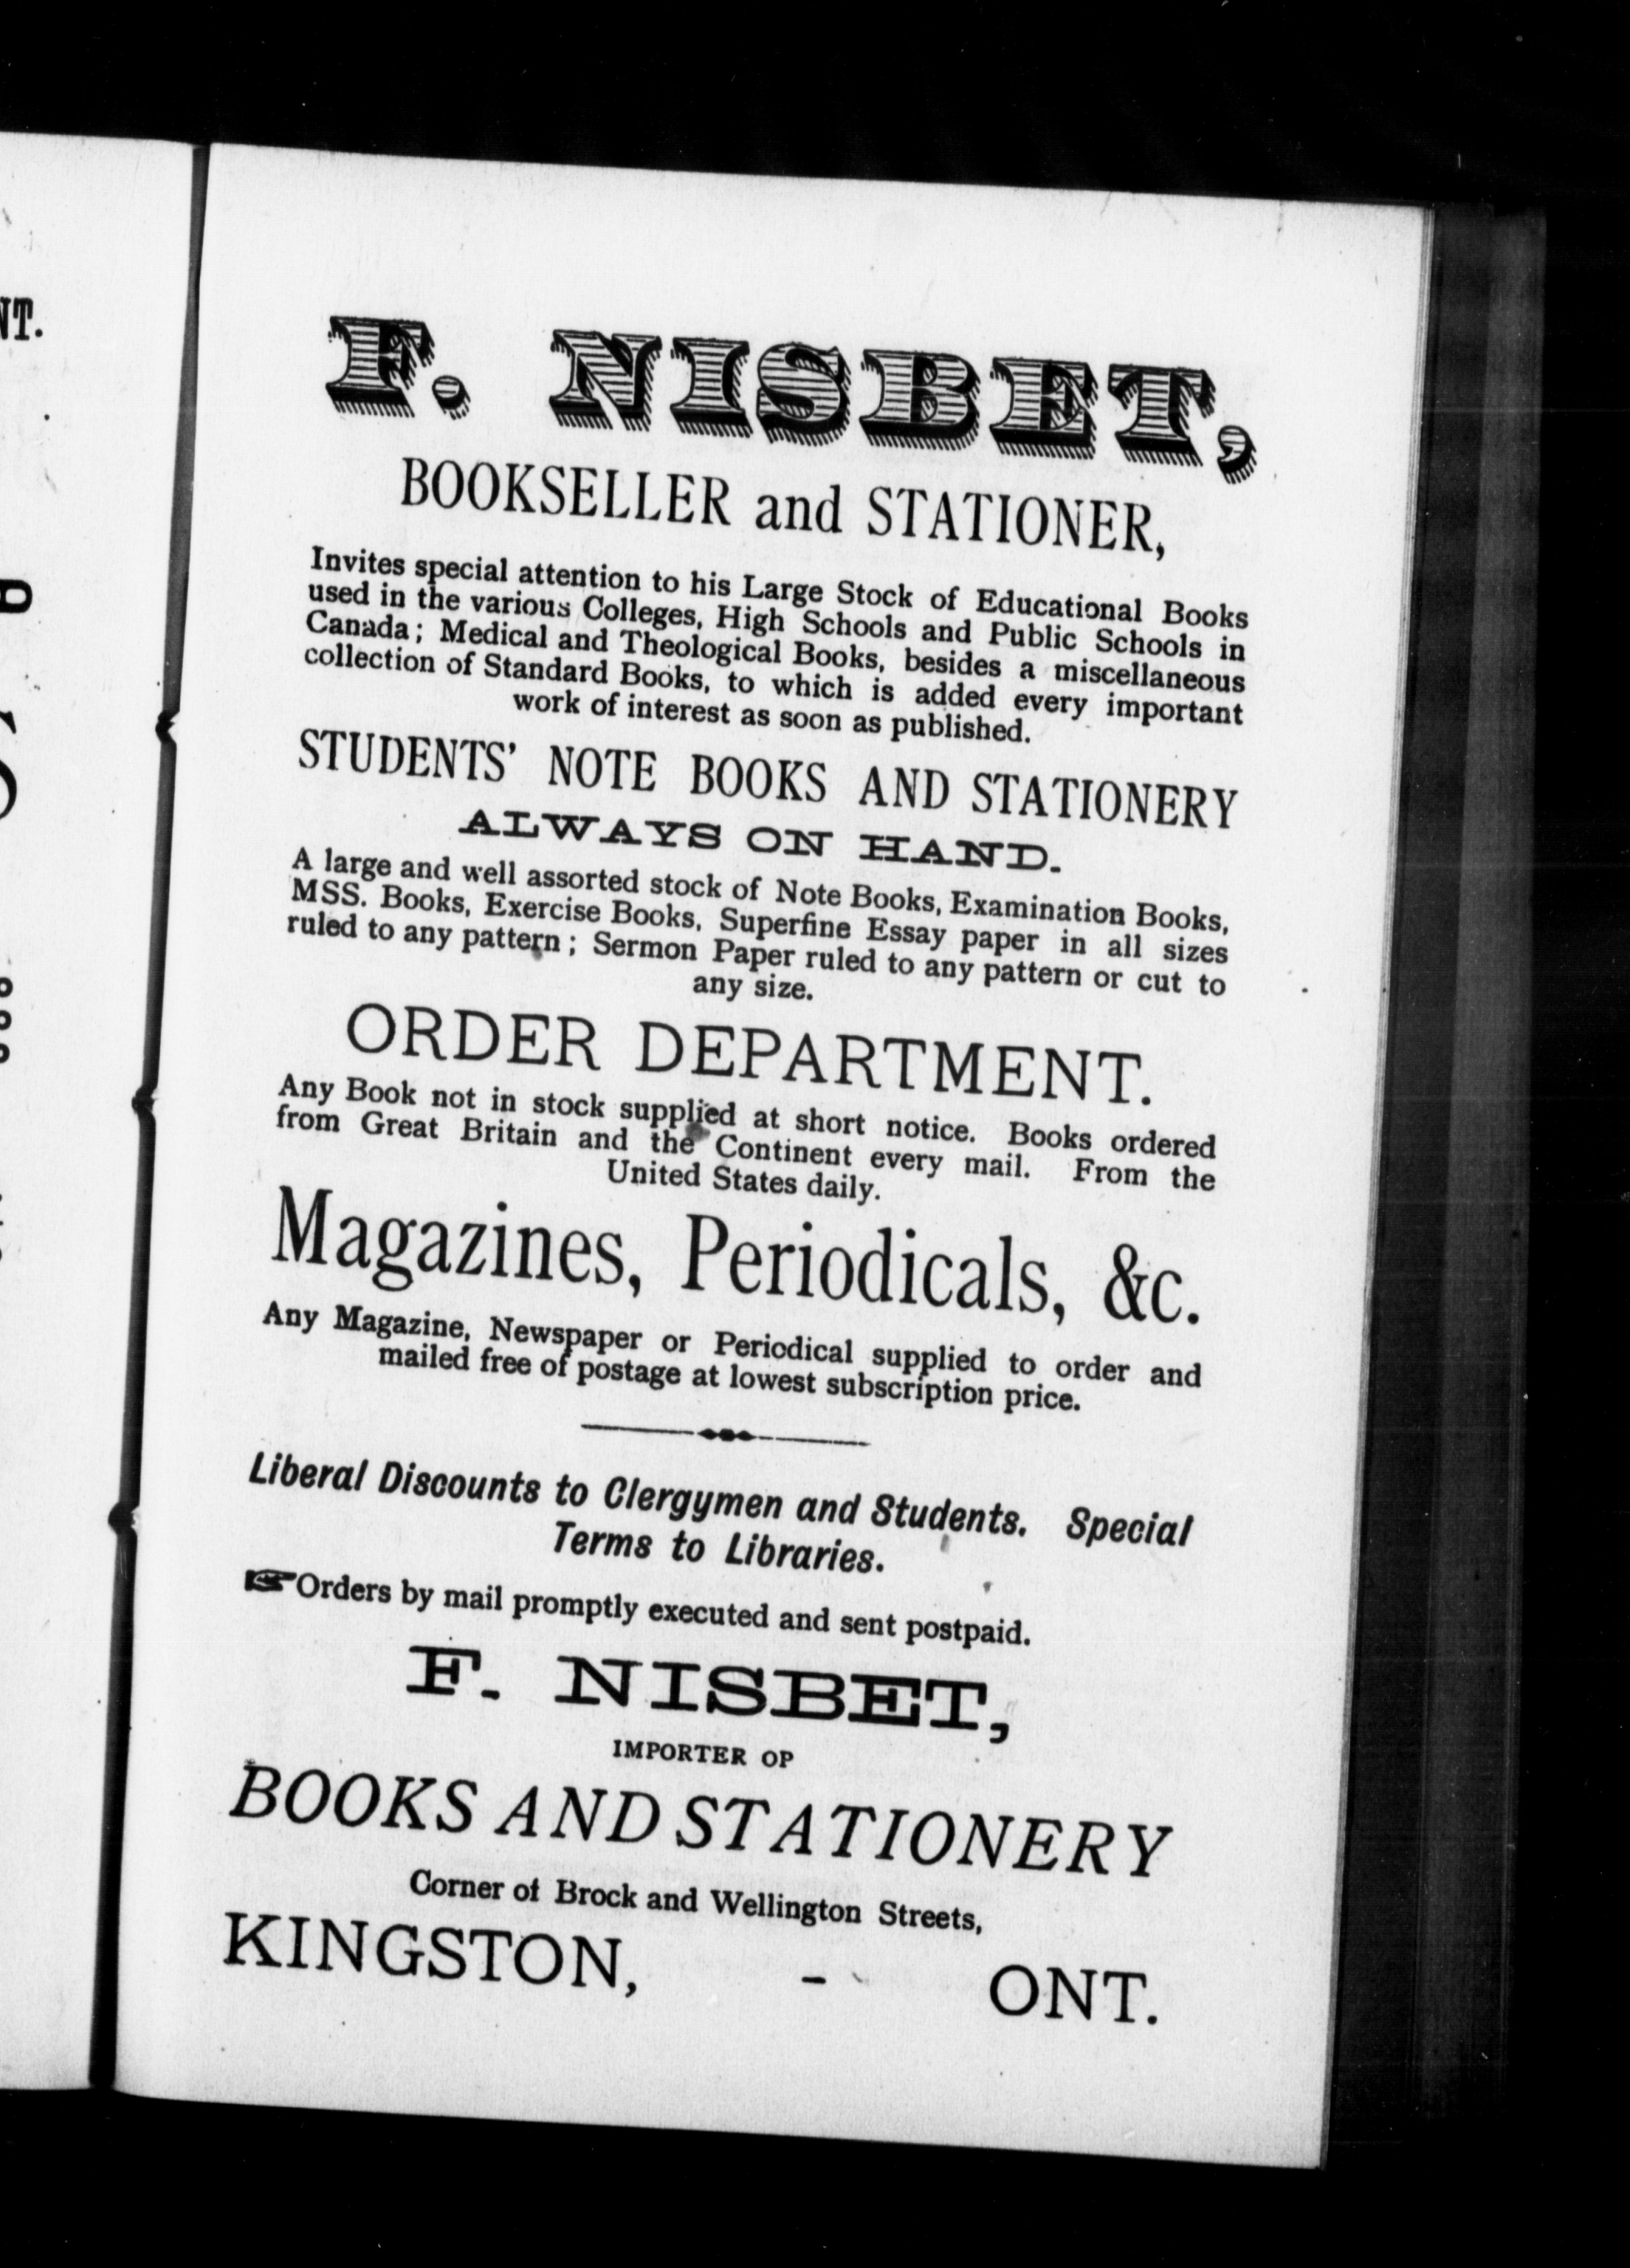 F. NISBET,
BOOKSELLER and STATIONER,
Invites special attention to his Large Stock of Educational Books
used in the various Colleges, High Schools and Public Schools in
Canada; Medical and Theological Books, besides a miscellaneous
collection of Standard Books, to which is added every important
work of interest as soon as published.
STUDENTS' NOTE BOOKS AND STATIONERY
ALWAYS ON HAND.
A large and well assorted stock of Note Books, Examination Books,
MSS. Books, Exercise Books, Superfine Essay paper in all sizes
ruled to any pattern; Sermon Paper ruled to any pattern or cut to
any size.
ORDER DEPARTMENT.
Any Book not in stock supplied at short notice. Books ordered
from Great Britain and the Continent every mail. From the
United States daily.
Magazines, Periodicals, &c.
Any Magazine, Newspaper or Periodical supplied to order and
mailed free of postage at lowest subscription price.
Liberal Discounts to Clergymen and Students. Special
Terms to Libraries.
☞Orders by mail promptly executed and sent postpaid.
F. NISBET,
IMPORTER OF
BOOKS AND STATIONERY
Corner of Brock and Wellington Streets,
KINGSTON, - ONT.